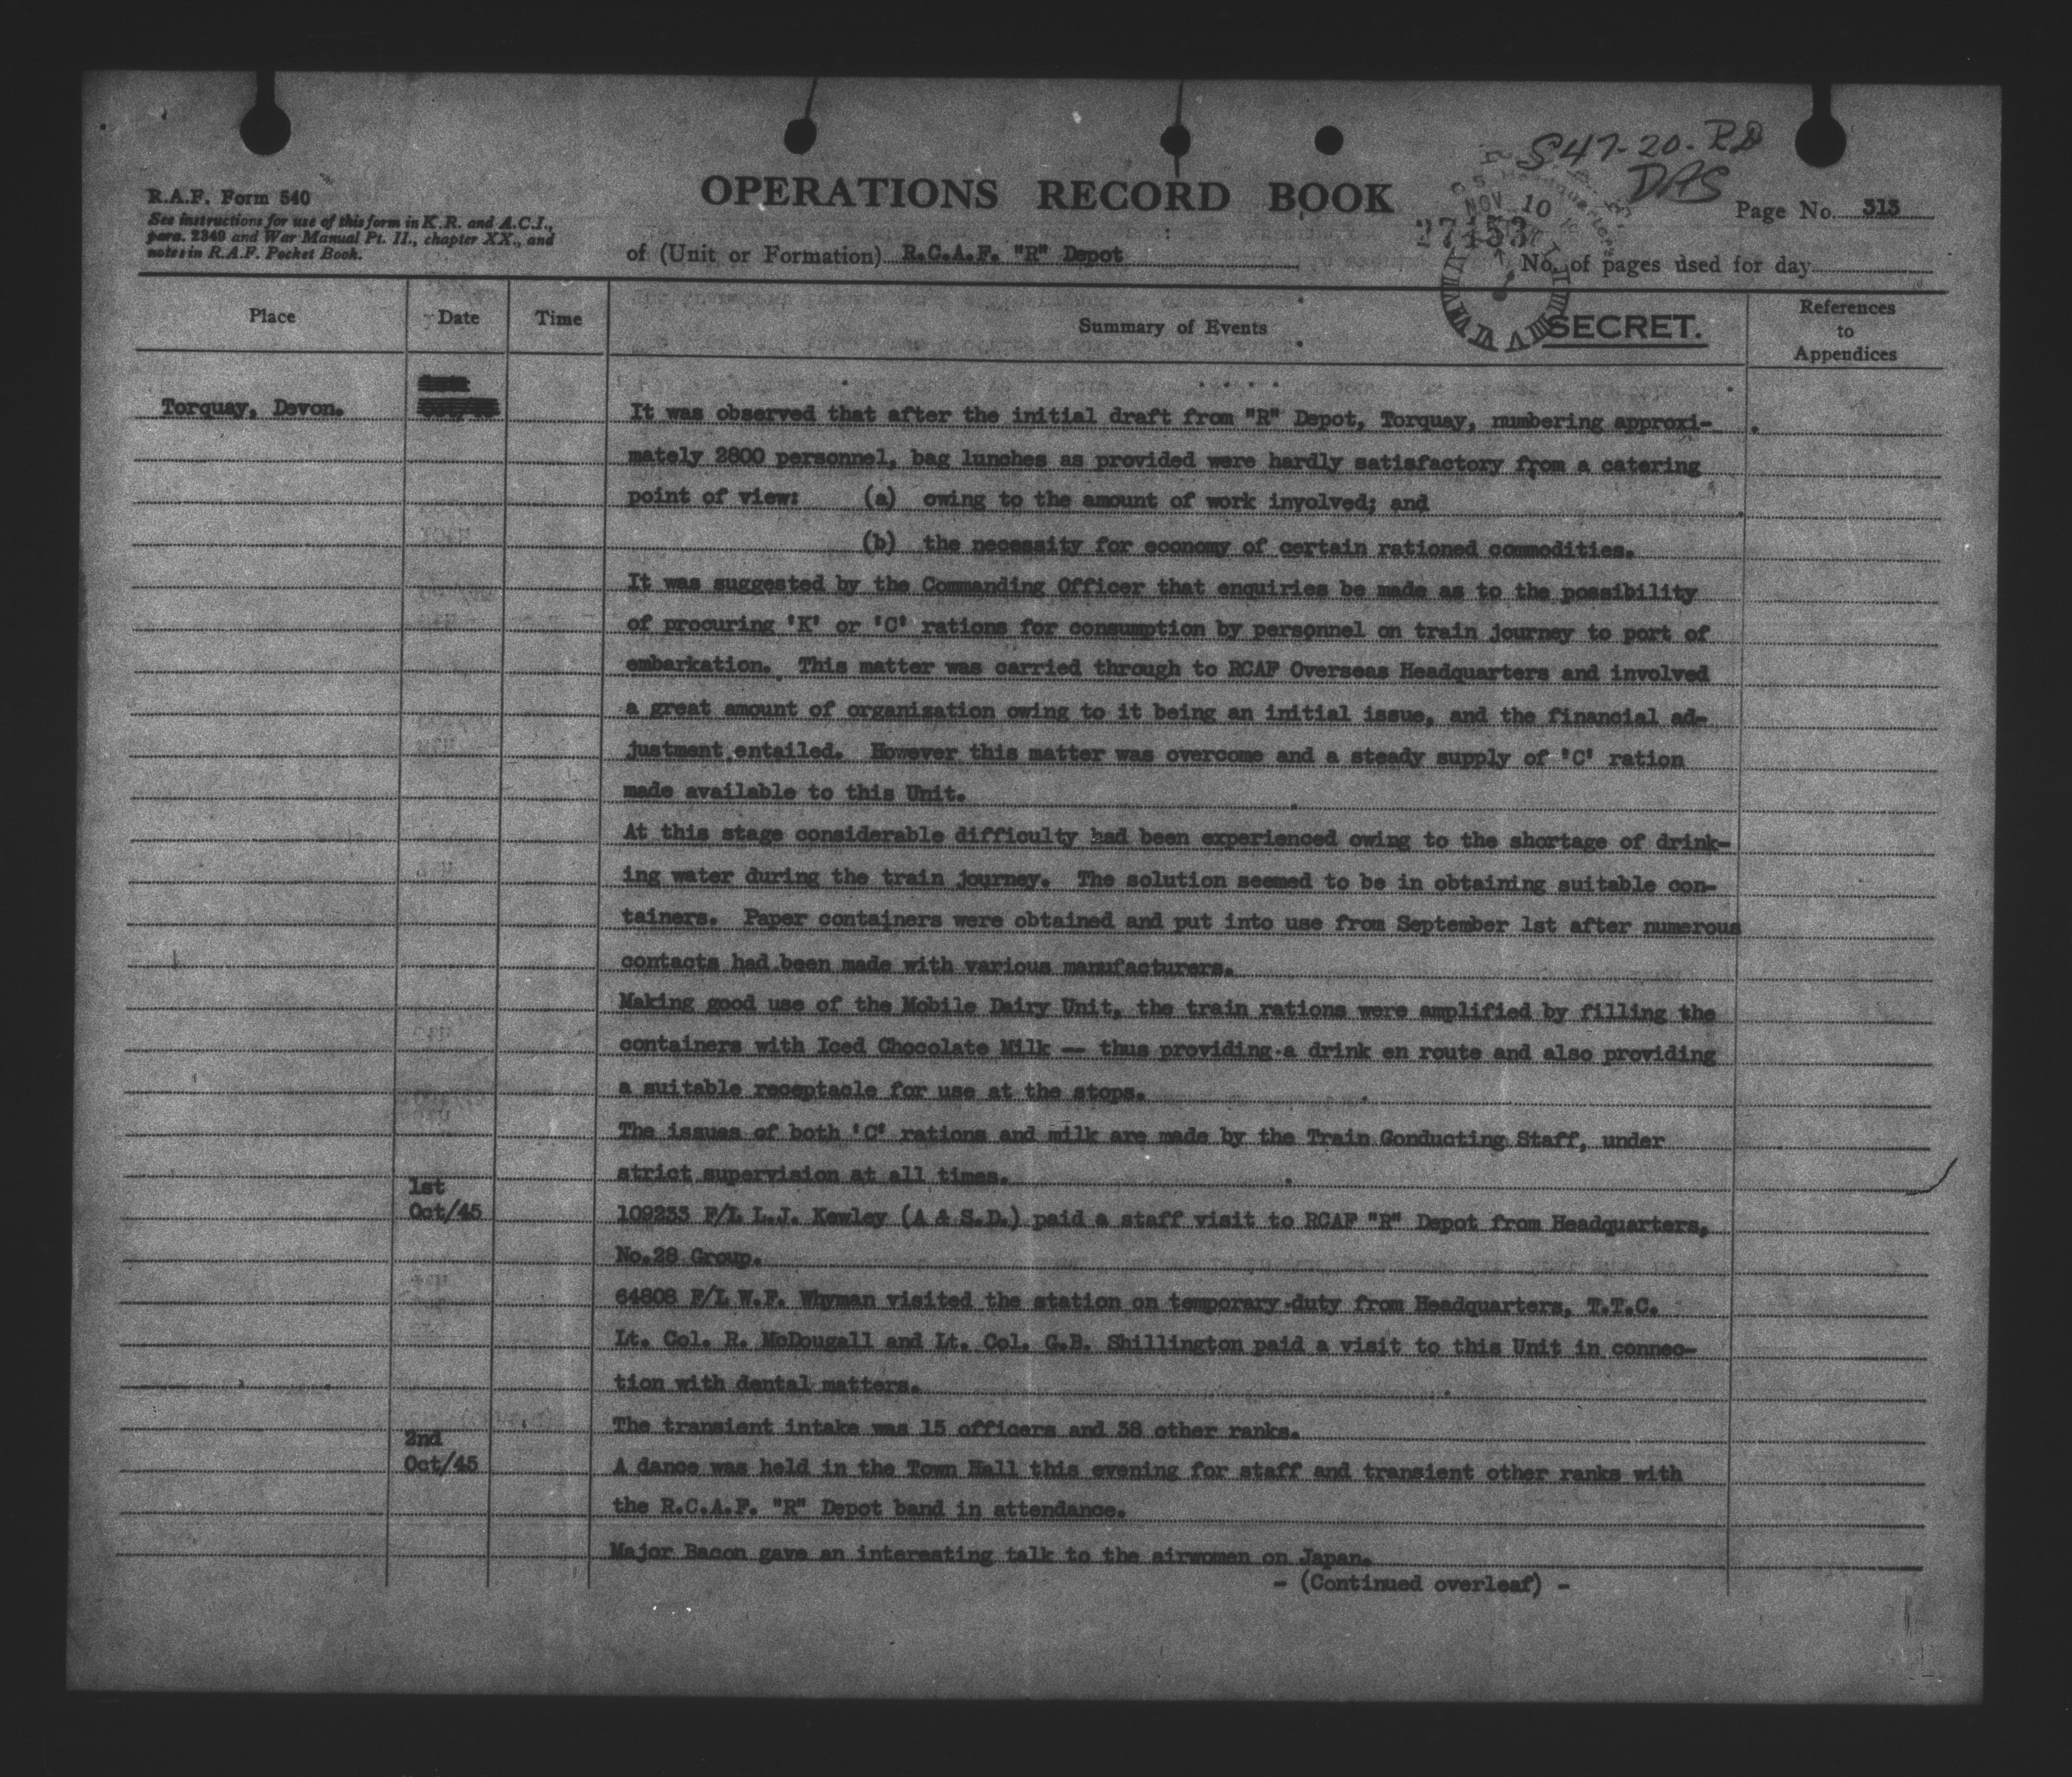 S47-20-RD
DAS
R.A.F. Form 540
See instructions for use of this form in K.R. and A.C.I.,
para. 2349 and War Manual Pt. II., chapter XX., and
notes in R.A.F. Pocket Book.
OPERATIONS RECORD BOOK
of (Unit or Formation) R.C.A.F. "R" Depot
NOV 10
27153
Page No. 313
No. of pages used for day
SECRET.
Place Date Time Summary of Events References to Appendices
Torquay, Devon. It was observed that after the initial draft from "R" Depot, Torquay, numbering approxi-
mately 2800 personnel, bag lunches as provided were hardly satisfactory from a catering
point of view: (a) owing to the amount of work involved; and
(b) the necessity for economy of certain rationed commodities.
It was suggested by the Commanding Officer that enquiries be made as to the possibility
of procuring 'K' or 'C' rations for consumption by personnel on train journey to port of
embarkation. This matter was carried through to RCAF Overseas Headquarters and involved
a great amount of organization owing to it being an initial issue, and the financial ad-
justment entailed. However this matter was overcome and a steady supply of 'C' ration
made available to this Unit.
At this stage considerable difficulty had been experienced owing to the shortage of drink-
ing water during the train journey. The solution seemed to be in obtaining suitable con-
tainers. Paper containers were obtained and put into use from September 1st after numerous
contacts had been made with various manufacturers.
Making good use of the Mobile Dairy Unit, the train rations were amplified by filling the
containers with Iced Chocolate Milk -- thus providing a drink en route and also providing
a suitable receptacle for use at the stops.
The issues of both 'C' rations and milk are made by the Train Conducting Staff, under
strict supervision at all times.
1st
Oct/45 109233 F/L L.J. Kewley (A & S.D.) paid a staff visit to RCAF "R" Depot from Headquarters,
No.28 Group.
64808 F/L W.F. Whyman visited the station on temporary duty from Headquarters, T.T.C.
Lt. Col. R. McDougall and Lt. Col. G.B. Shillington paid a visit to this Unit in connec-
tion with dental matters.
The transient intake was 15 officers and 38 other ranks.
2nd
Oct/45 A dance was held in the Town Hall this evening for staff and transient other ranks with
the R.C.A.F. "R" Depot band in attendance.
Major Bacon gave an interesting talk to the airwomen on Japan.
- (Continued overleaf) -